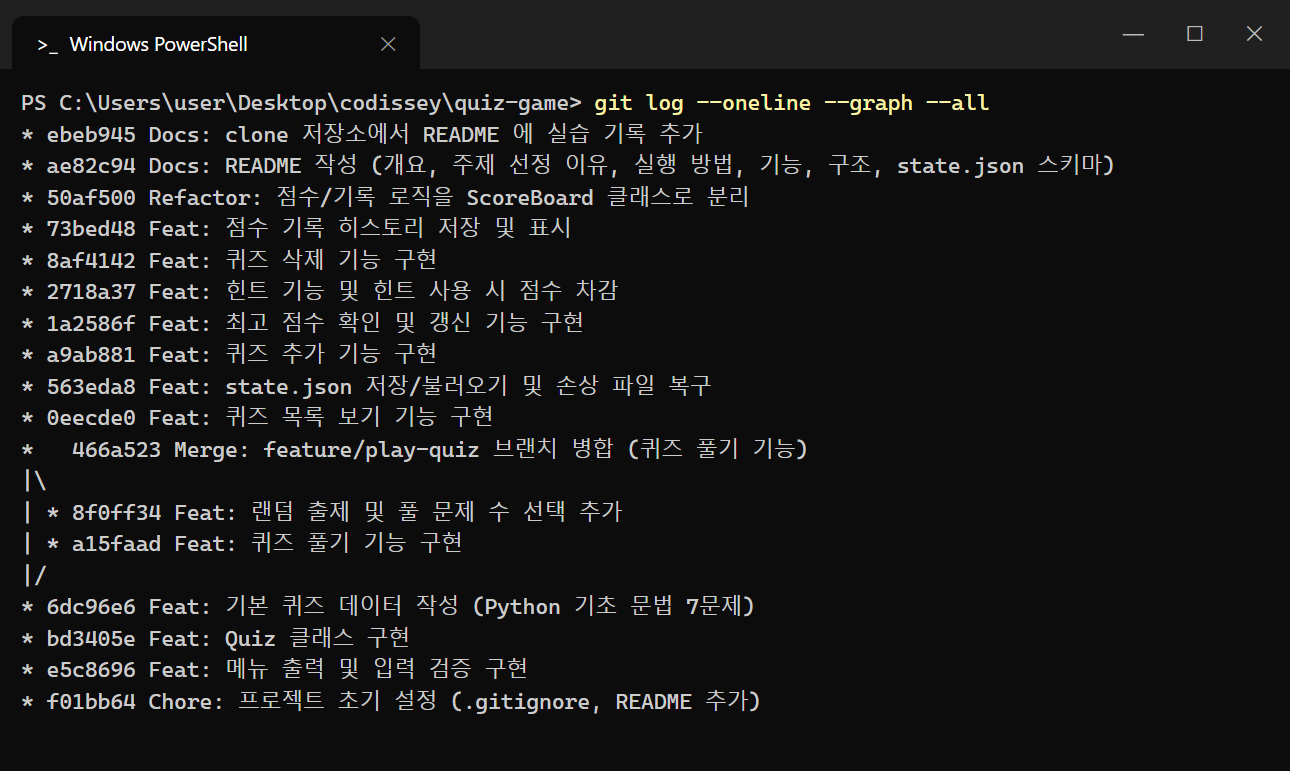 >_ Windows PowerShell
PS C:\Users\user\Desktop\codissey\quiz-game> git log --oneline --graph --all
* ebeb945 Docs: clone 저장소에서 README 에 실습 기록 추가
* ae82c94 Docs: README 작성 (개요, 주제 선정 이유, 실행 방법, 기능, 구조, state.json 스키마)
* 50af500 Refactor: 점수/기록 로직을 ScoreBoard 클래스로 분리
* 73bed48 Feat: 점수 기록 히스토리 저장 및 표시
* 8af4142 Feat: 퀴즈 삭제 기능 구현
* 2718a37 Feat: 힌트 기능 및 힌트 사용 시 점수 차감
* 1a2586f Feat: 최고 점수 확인 및 갱신 기능 구현
* a9ab881 Feat: 퀴즈 추가 기능 구현
* 563eda8 Feat: state.json 저장/불러오기 및 손상 파일 복구
* 0eecde0 Feat: 퀴즈 목록 보기 기능 구현
*   466a523 Merge: feature/play-quiz 브랜치 병합 (퀴즈 풀기 기능)
|\
| * 8f0ff34 Feat: 랜덤 출제 및 풀 문제 수 선택 추가
| * a15faad Feat: 퀴즈 풀기 기능 구현
|/
* 6dc96e6 Feat: 기본 퀴즈 데이터 작성 (Python 기초 문법 7문제)
* bd3405e Feat: Quiz 클래스 구현
* e5c8696 Feat: 메뉴 출력 및 입력 검증 구현
* f01bb64 Chore: 프로젝트 초기 설정 (.gitignore, README 추가)